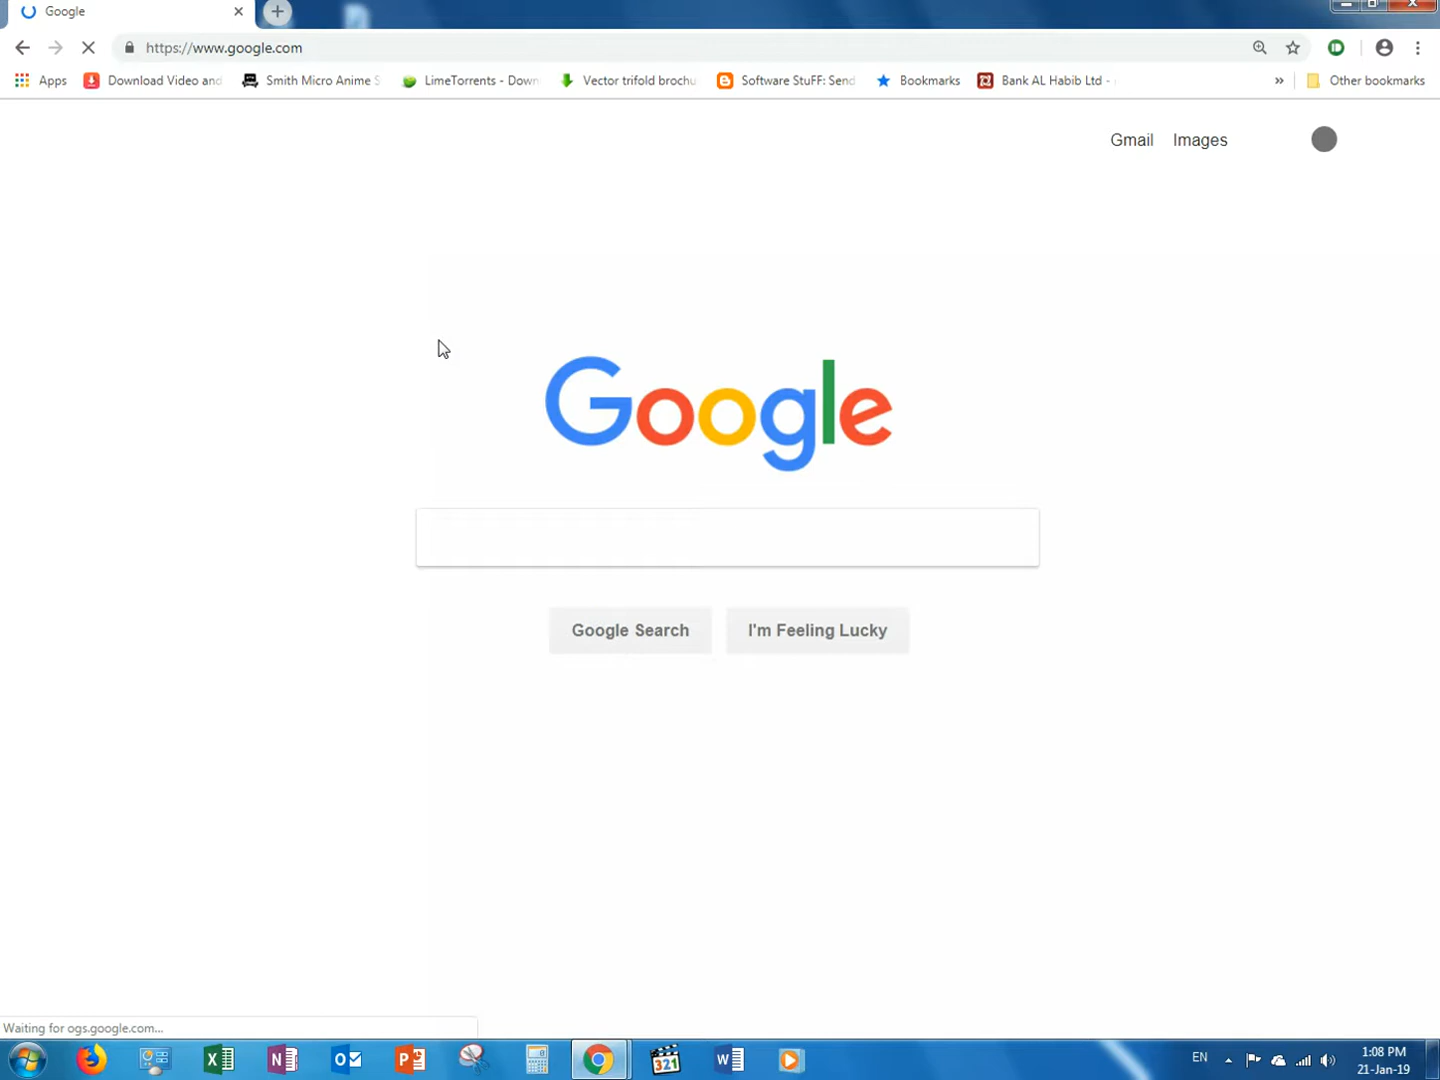 Google
https://www.google.com
Apps Download Video and Smith Micro Anime S LimeTorrents - Down Vector trifold brochu Software StuFF: Send Bookmarks Bank AL Habib Ltd - » Other bookmarks
Gmail Images
Google
Google Search I'm Feeling Lucky
Waiting for ogs.google.com...
EN 1:08 PM
21-Jan-19